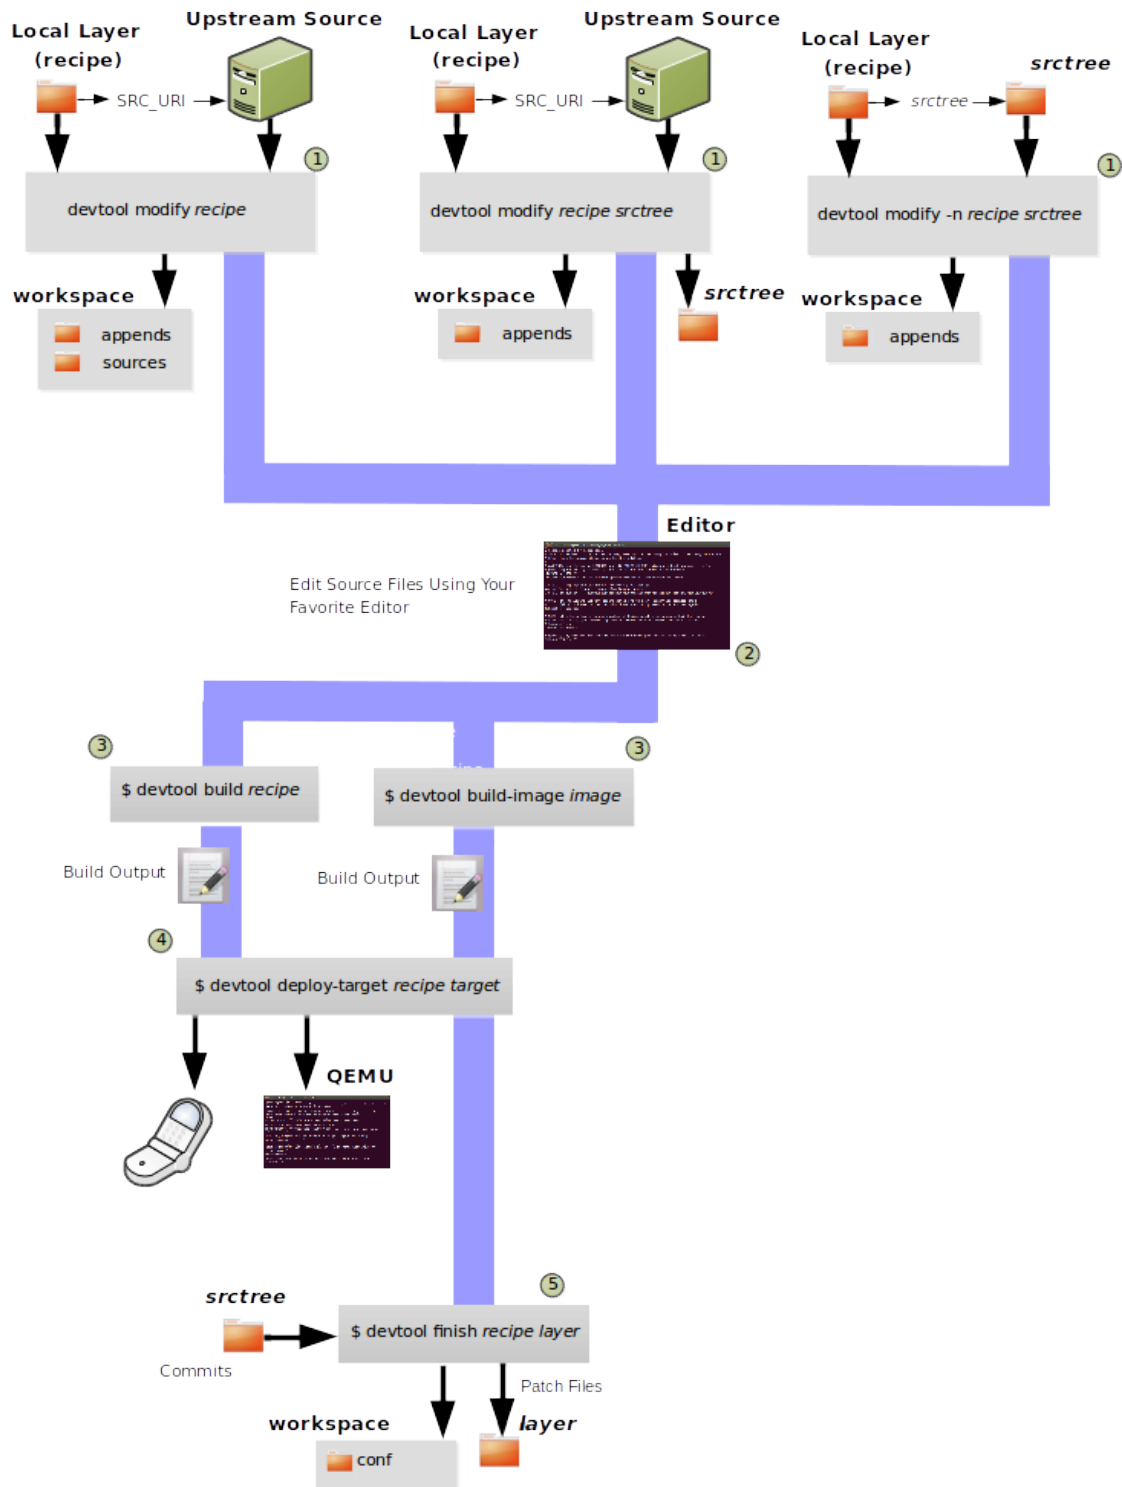 Local Layer
(recipe)
Upstream Source
SRC_URI
1
devtool modify recipe
workspace
appends
sources
Local Layer
(recipe)
Upstream Source
SRC_URI
1
devtool modify recipe srctree
workspace
appends
srctree
Local Layer
(recipe)
srctree
srctree
1
devtool modify -n recipe srctree
workspace
appends
Editor
Edit Source Files Using Your
Favorite Editor
2
3
$ devtool build recipe
3
$ devtool build-image image
Build Output
Build Output
4
$ devtool deploy-target recipe target
QEMU
5
srctree
$ devtool finish recipe layer
Commits
Patch Files
workspace
layer
conf